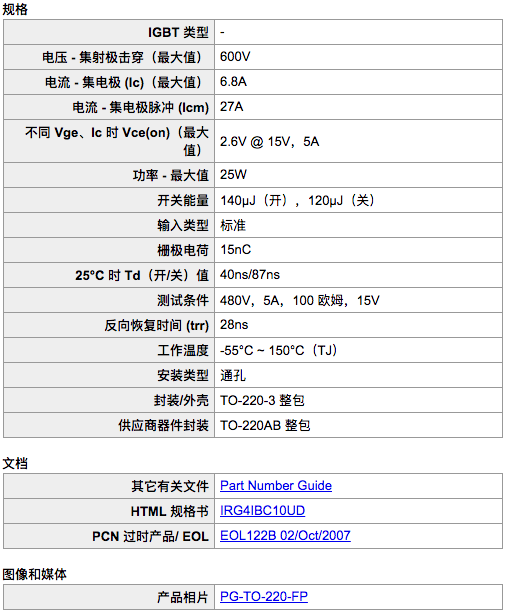 规格
IGBT 类型 -
电压 - 集射极击穿（最大值） 600V
电流 - 集电极 (Ic)（最大值） 6.8A
电流 - 集电极脉冲 (Icm) 27A
不同 Vge、Ic 时 Vce(on)（最大
值） 2.6V @ 15V，5A
功率 - 最大值 25W
开关能量 140µJ（开），120µJ（关）
输入类型 标准
栅极电荷 15nC
25°C 时 Td（开/关）值 40ns/87ns
测试条件 480V，5A，100 欧姆，15V
反向恢复时间 (trr) 28ns
工作温度 -55°C ~ 150°C（TJ）
安装类型 通孔
封装/外壳 TO-220-3 整包
供应商器件封装 TO-220AB 整包
文档
其它有关文件 Part Number Guide
HTML 规格书 IRG4IBC10UD
PCN 过时产品/ EOL EOL122B 02/Oct/2007
图像和媒体
产品相片 PG-TO-220-FP